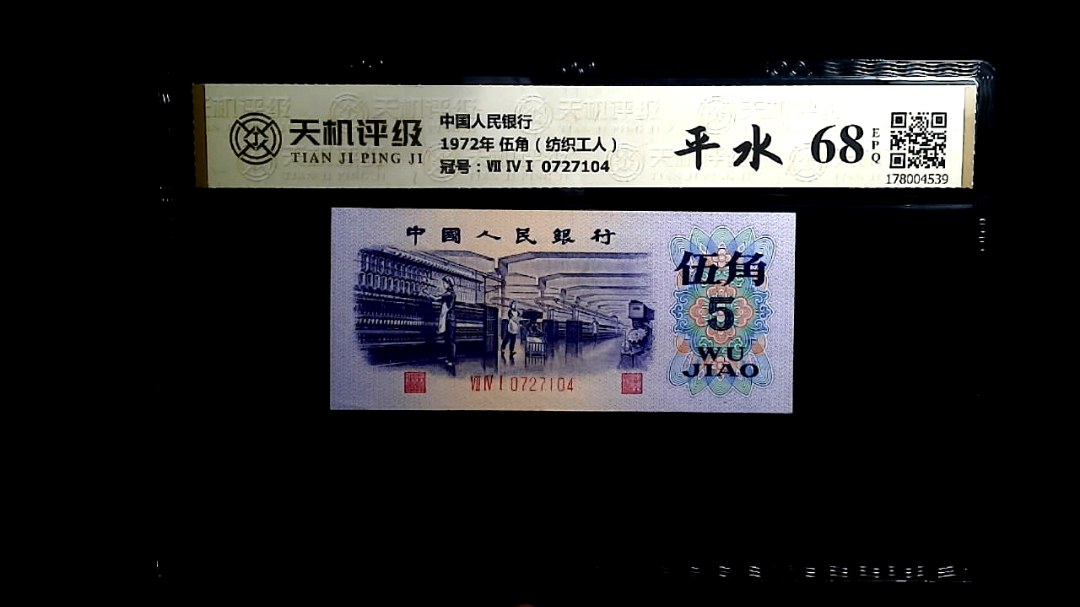 天机评级
TIAN JI PING JI
中国人民银行
1972年 伍角（纺织工人）
冠号：Ⅶ Ⅳ Ⅰ 0727104
平水 68 EPQ
178004539
中國人民銀行
伍角
5
WU
JIAO
Ⅶ Ⅳ Ⅰ 0727104